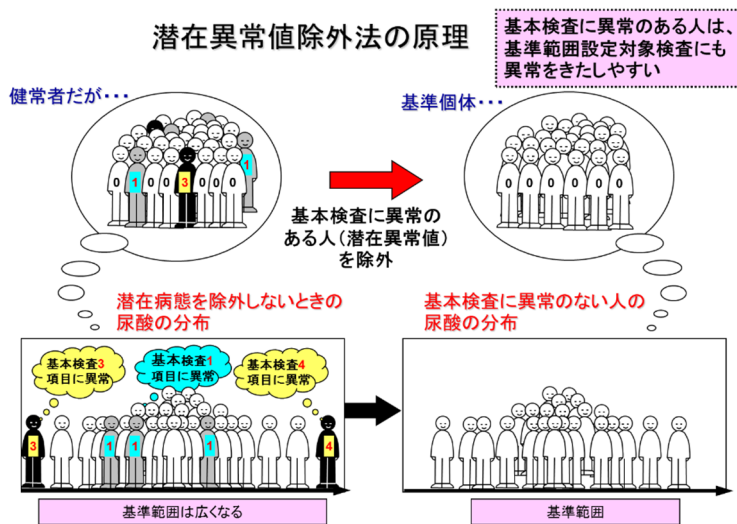 潜在異常値除外法の原理
基本検査に異常のある人は、
基準範囲設定対象検査にも
異常をきたしやすい
健常者だが・・・
基準個体・・・
0 1 0 0 3 0 0 0 1
0 0 0 0 0 0
基本検査に異常の
ある人(潜在異常値)
を除外
潜在病態を除外しないときの
尿酸の分布
基本検査に異常のない人の
尿酸の分布
基本検査3
項目に異常
基本検査1
項目に異常
基本検査4
項目に異常
3 1 1 1 4
基準範囲は広くなる
基準範囲